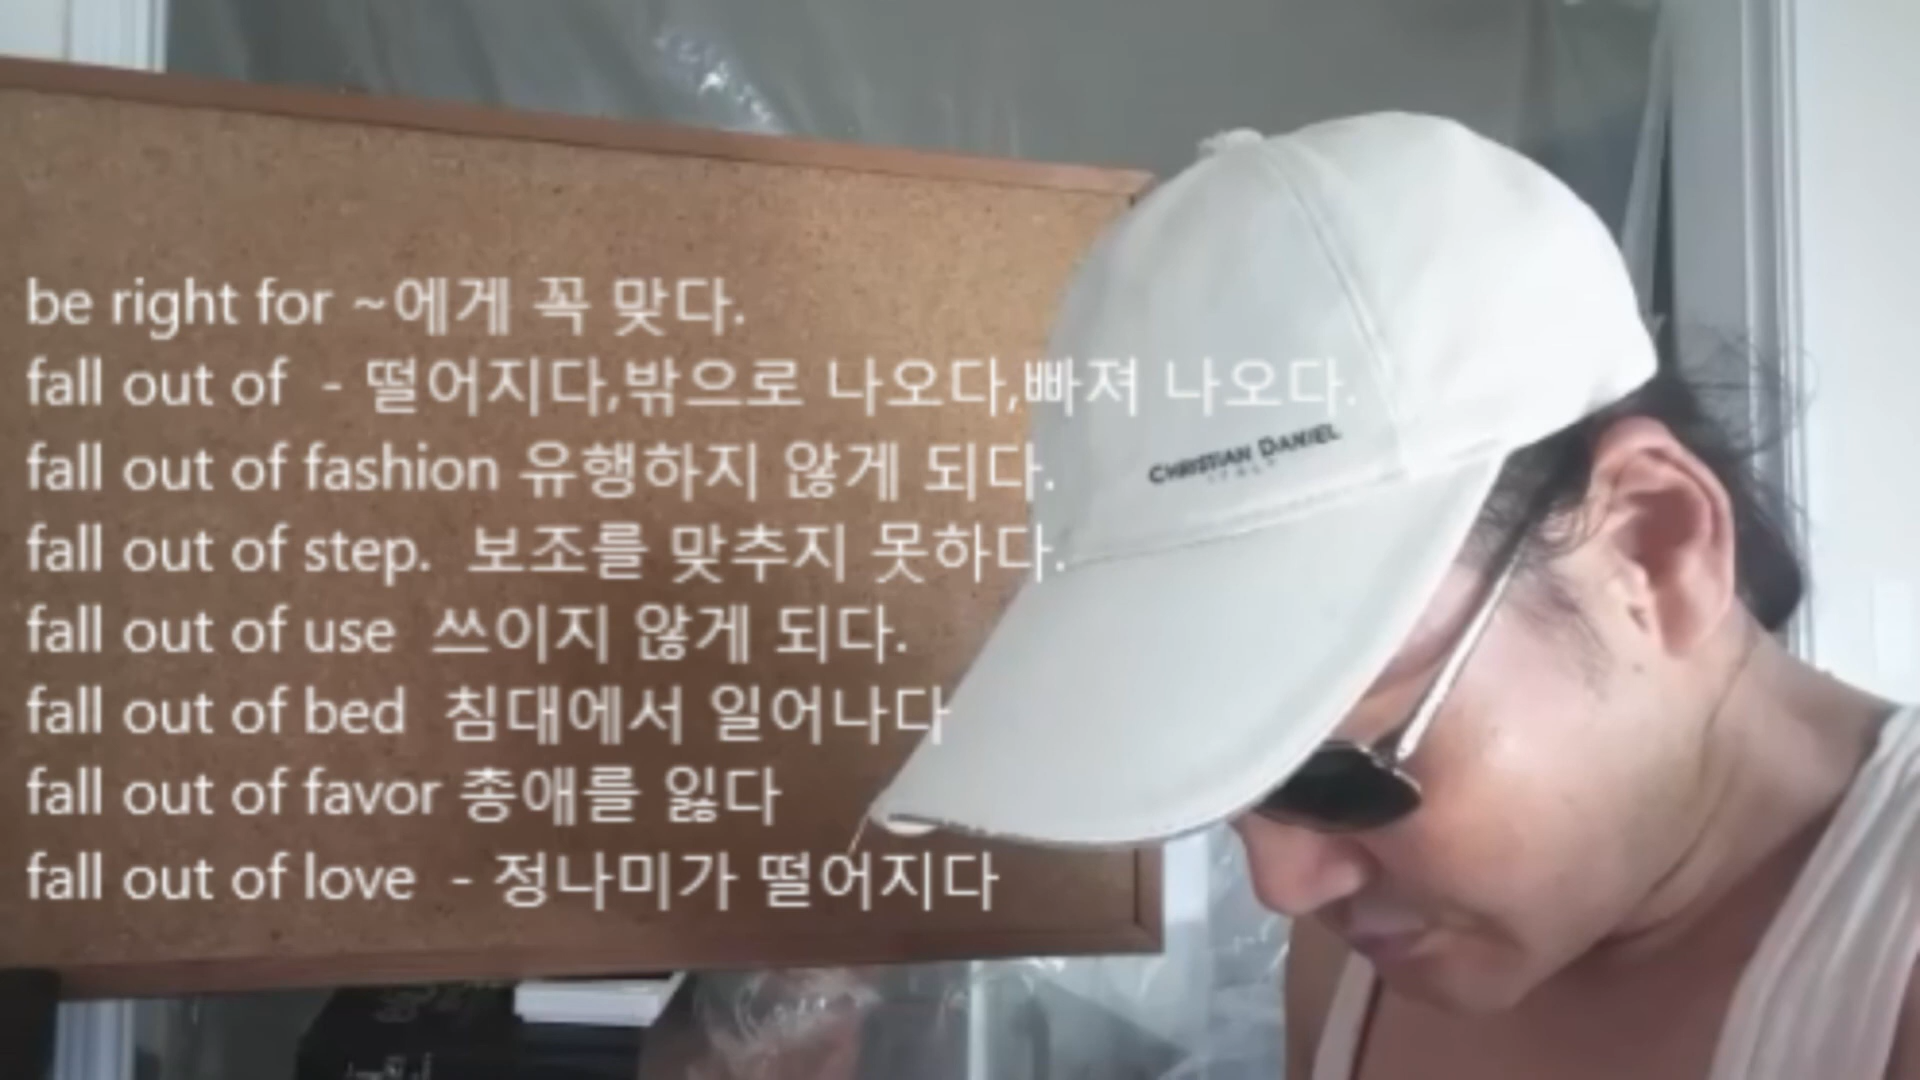 be right for ~에게 꼭 맞다.
fall out of - 떨어지다,밖으로 나오다,빠져 나오다.
fall out of fashion 유행하지 않게 되다.
fall out of step. 보조를 맞추지 못하다.
fall out of use 쓰이지 않게 되다.
fall out of bed 침대에서 일어나다
fall out of favor 총애를 잃다
fall out of love - 정나미가 떨어지다
CHRISTIAN DANIEL